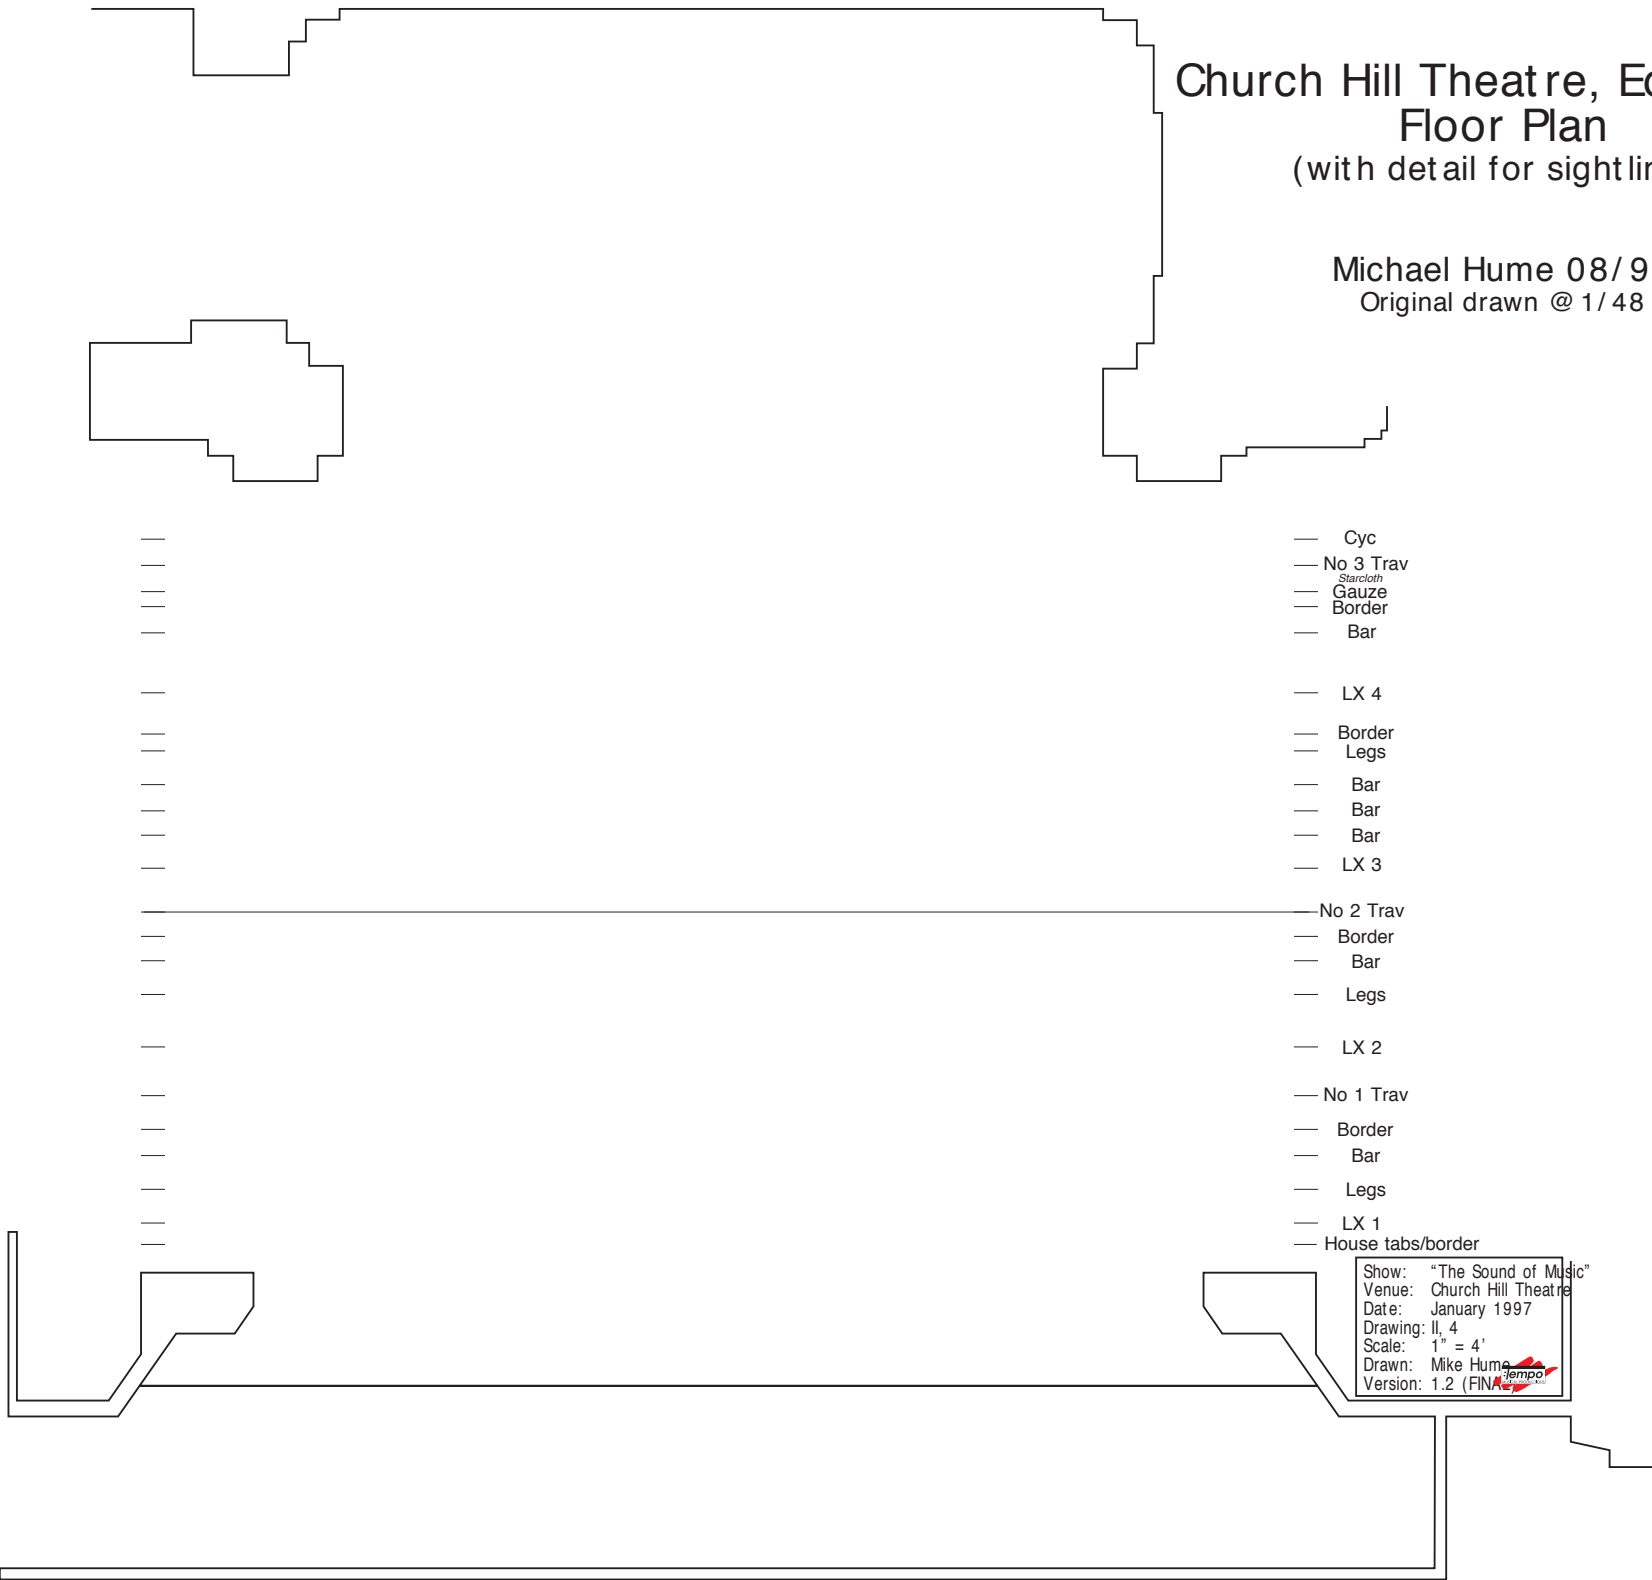 Church Hill Theatre, Ed
Floor Plan
(with detail for sightlin
Michael Hume 08/9
Original drawn @ 1/48
Cyc
No 3 Trav
Starcloth
Gauze
Border
Bar
LX 4
Border
Legs
Bar
Bar
Bar
LX 3
No 2 Trav
Border
Bar
Legs
LX 2
No 1 Trav
Border
Bar
Legs
LX 1
House tabs/border
Show: “The Sound of Music”
Venue: Church Hill Theatre
Date: January 1997
Drawing: II, 4
Scale: 1” = 4’
Drawn: Mike Hume
Version: 1.2 (FINAL)
Tempo